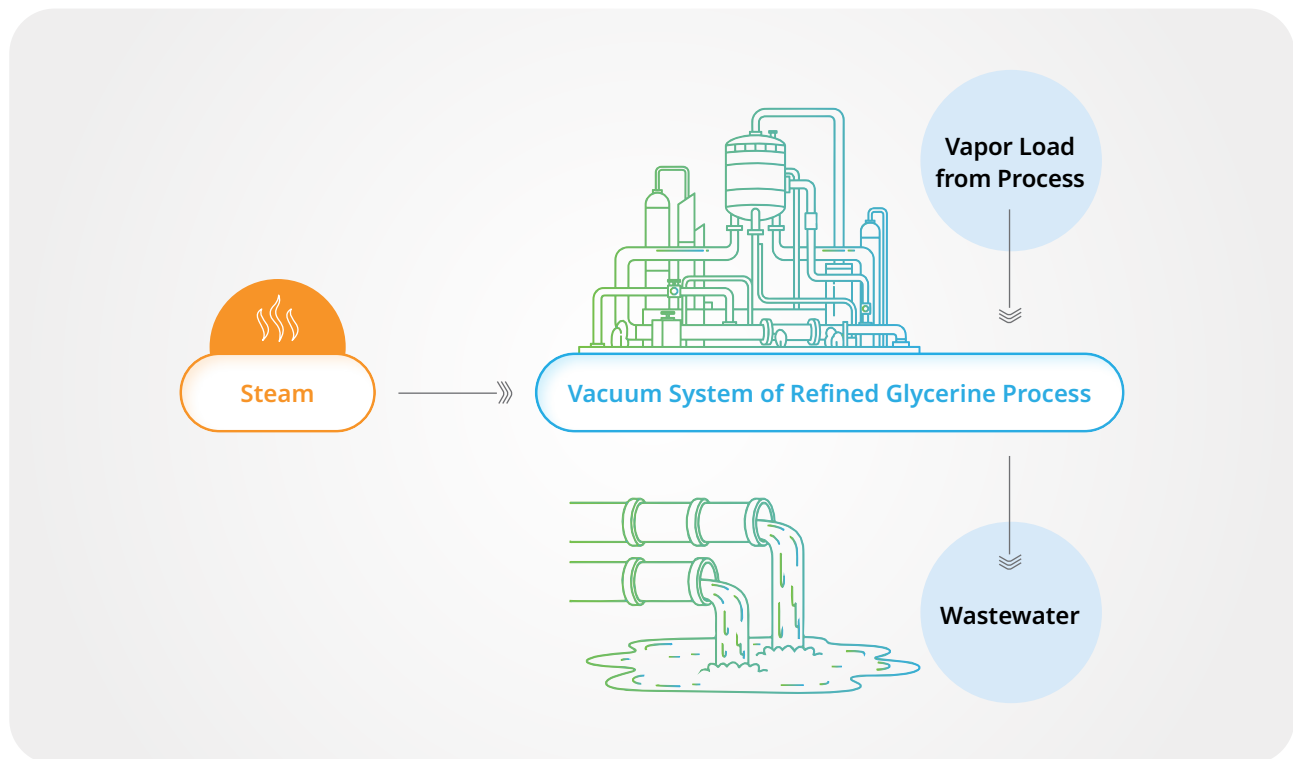 Vapor Load
from Process
Steam
Vacuum System of Refined Glycerine Process
Wastewater